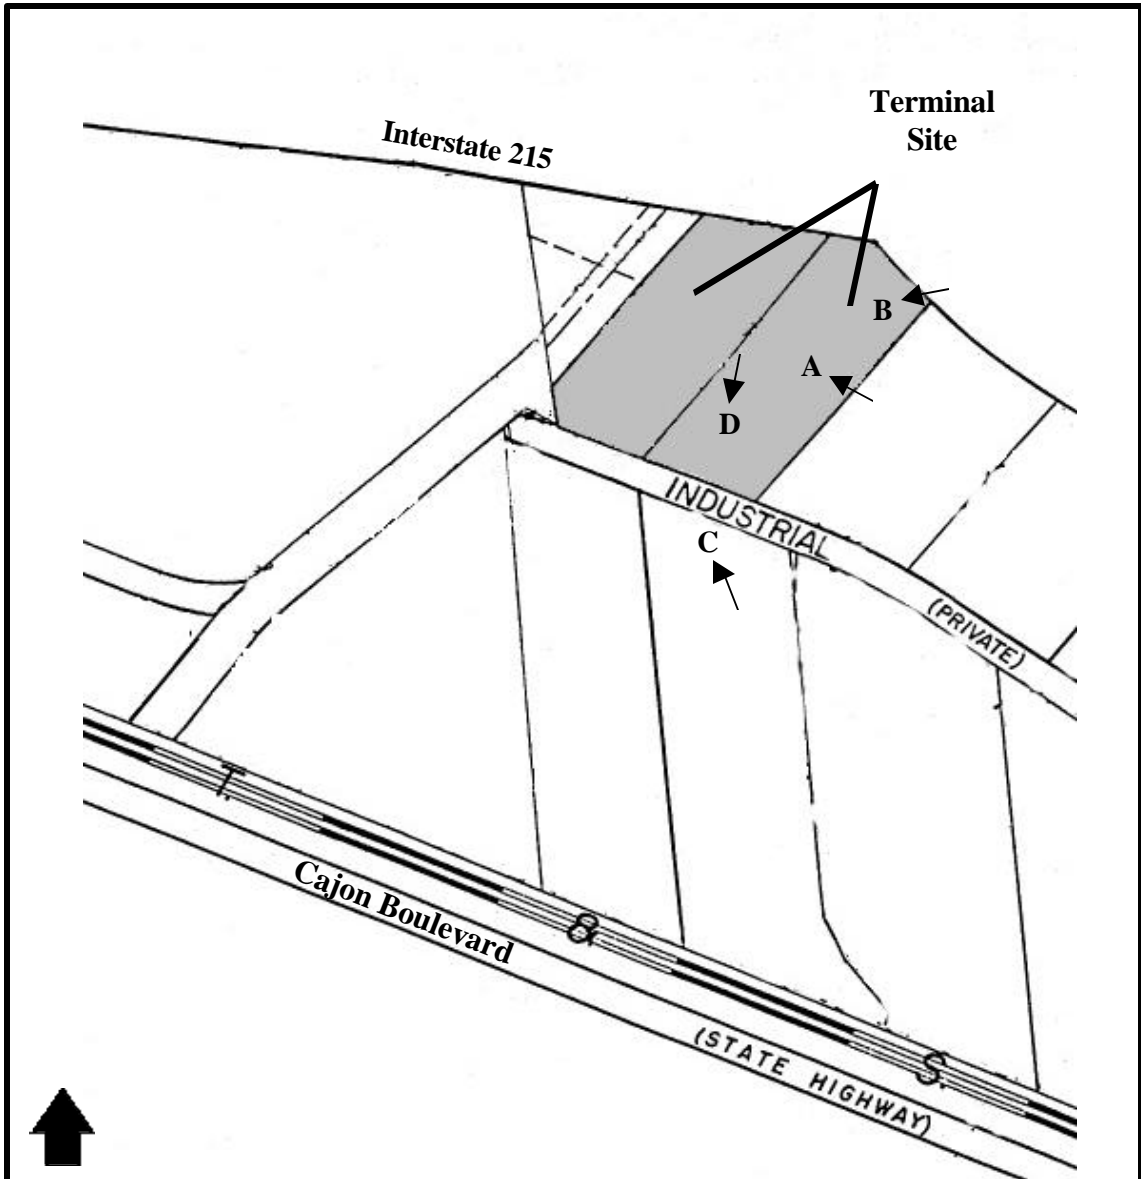 Terminal
Site
Interstate 215
B
A
D
INDUSTRIAL
C
(PRIVATE)
T
Cajon Boulevard
&
S
(STATE HIGHWAY)